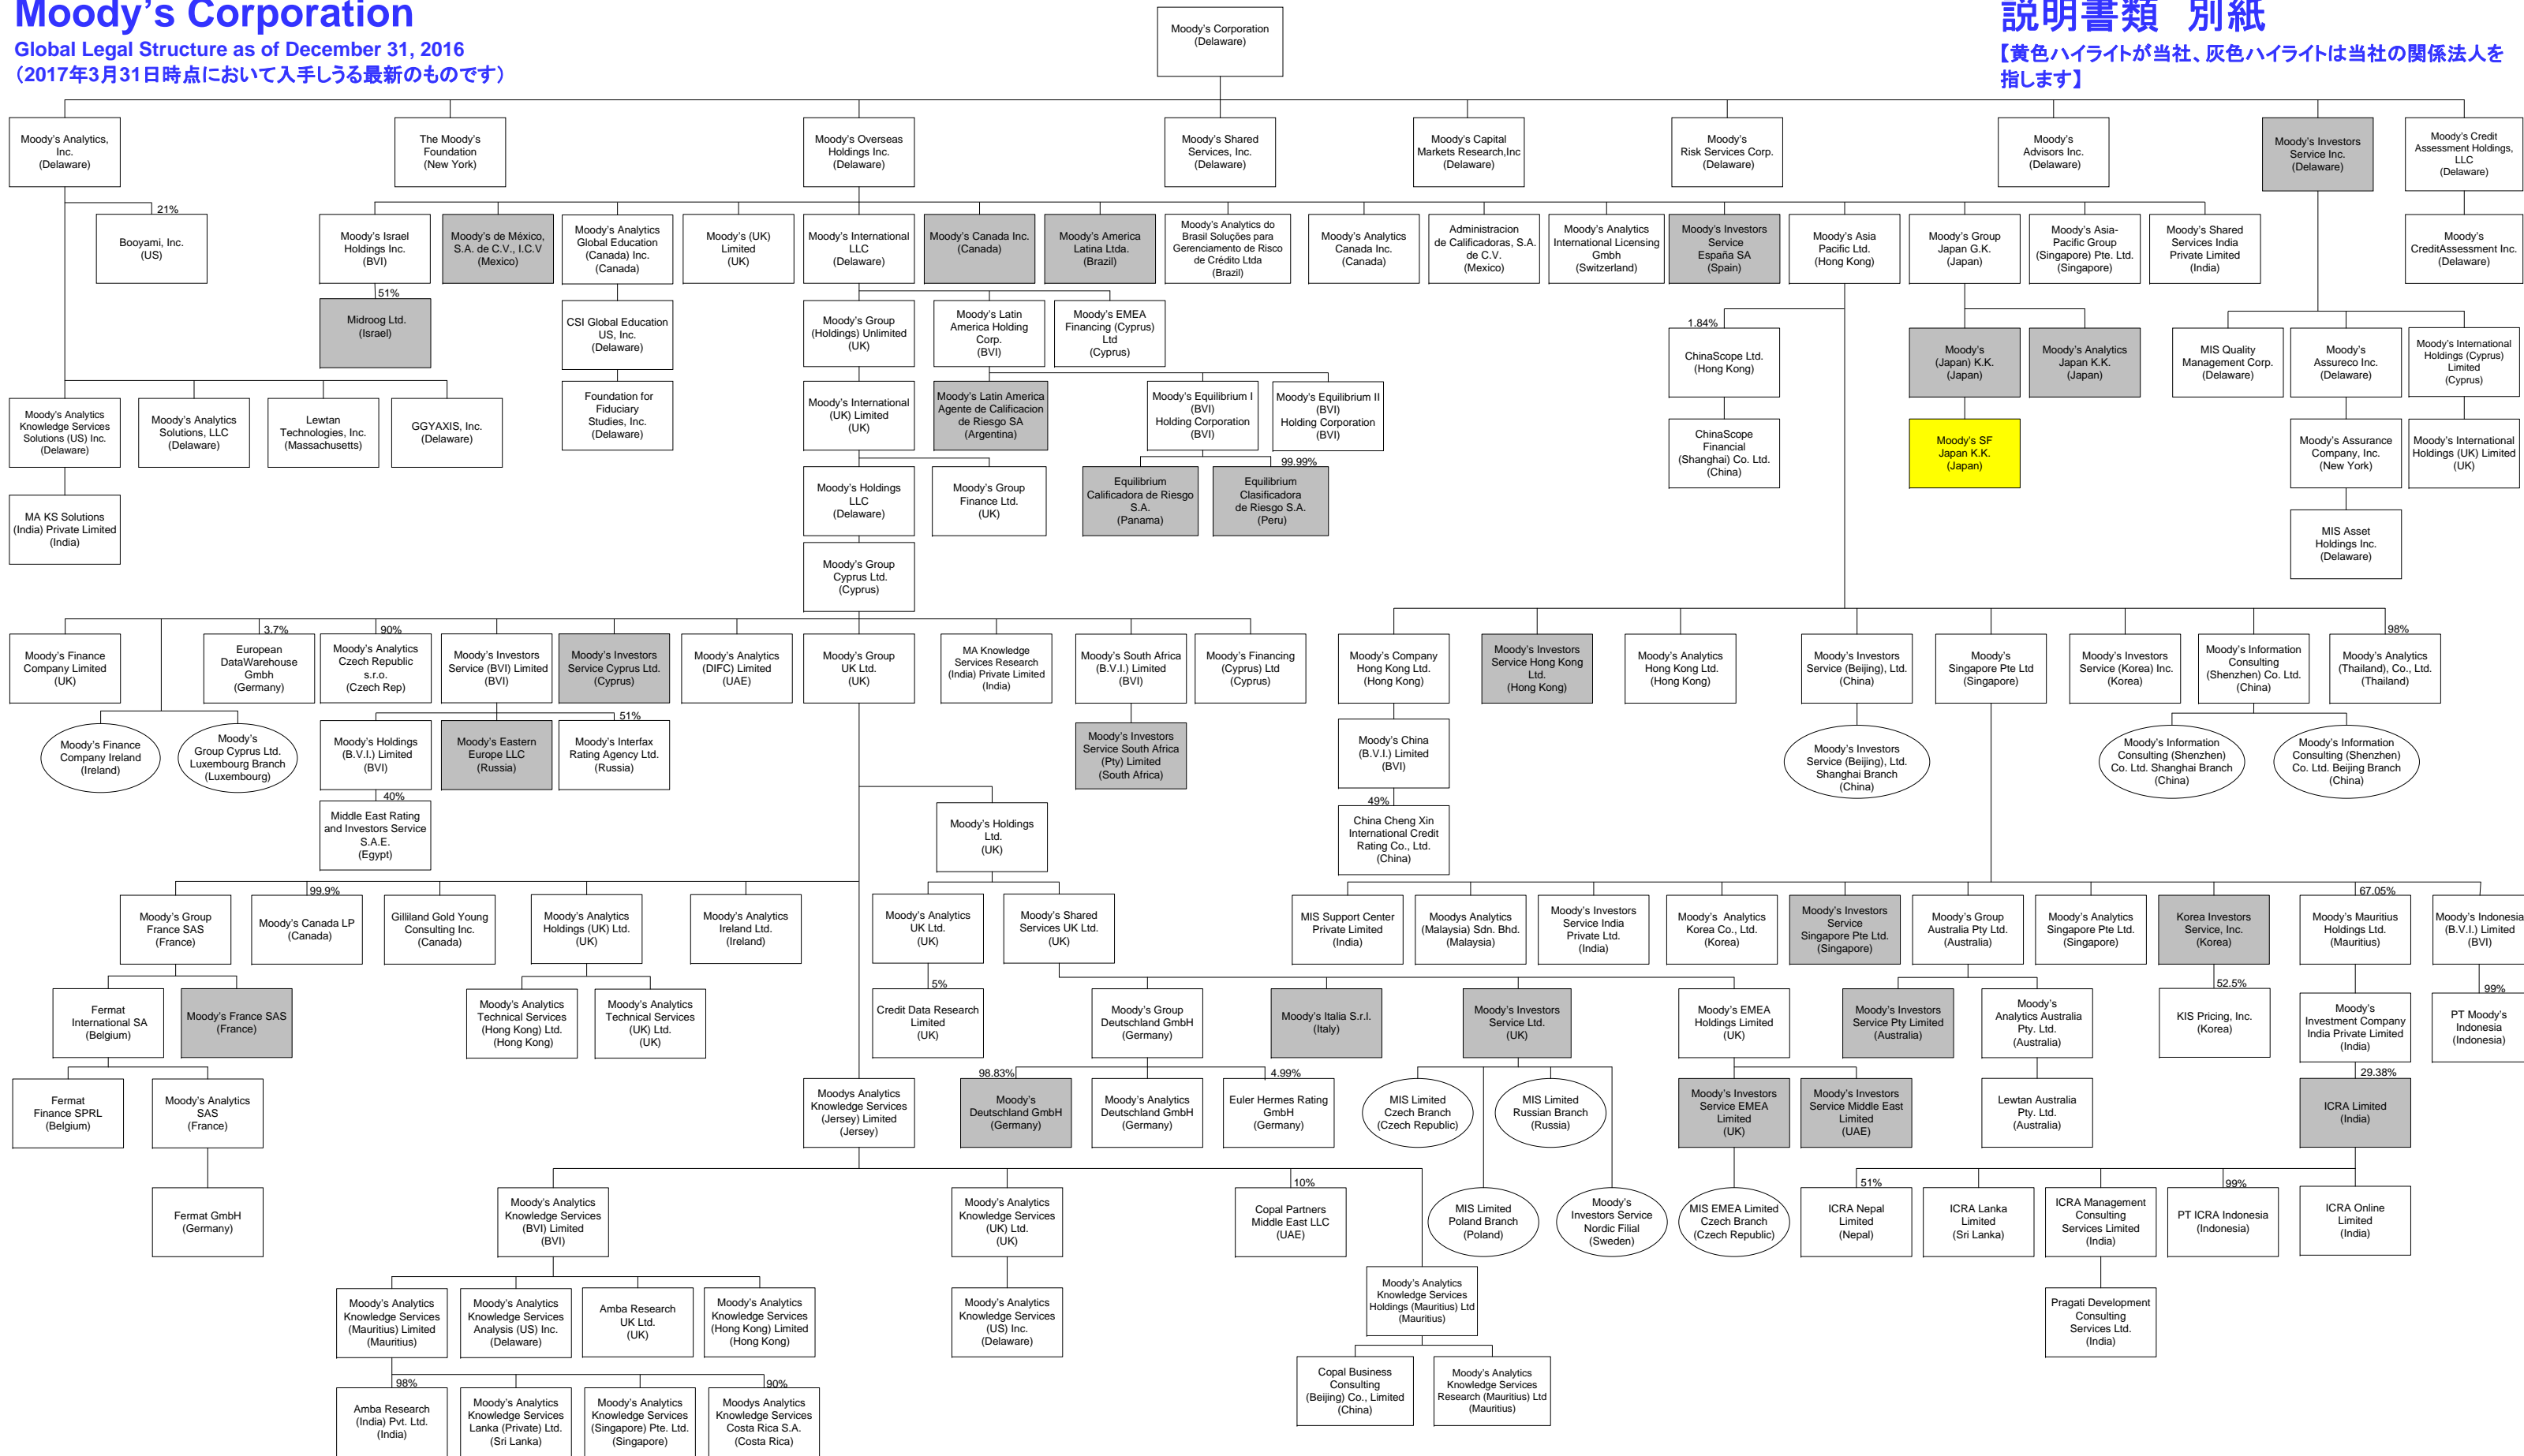 Moody's Corporation
Global Legal Structure as of December 31, 2016
（2017年3月31日時点において入手しうる最新のものです）
説明書類 別紙
【黄色ハイライトが当社、灰色ハイライトは当社の関係法人を
指します】
Moody's Corporation
(Delaware)
Moody's Analytics,
Inc.
(Delaware)
The Moody's
Foundation
(New York)
Moody's Overseas
Holdings Inc.
(Delaware)
Moody's Shared
Services, Inc.
(Delaware)
Moody's Capital
Markets Research,Inc
(Delaware)
Moody's
Risk Services Corp.
(Delaware)
Moody's
Advisors Inc.
(Delaware)
Moody's Investors
Service Inc.
(Delaware)
Moody's Credit
Assessment Holdings,
LLC
(Delaware)
21%
Booyami, Inc.
(US)
Moody's Israel
Holdings Inc.
(BVI)
Moody's de México,
S.A. de C.V., I.C.V
(Mexico)
Moody's Analytics
Global Education
(Canada) Inc.
(Canada)
Moody's (UK)
Limited
(UK)
Moody's International
LLC
(Delaware)
Moody's Canada Inc.
(Canada)
Moody's America
Latina Ltda.
(Brazil)
Moody's Analytics do
Brasil Soluções para
Gerenciamento de Risco
de Crédito Ltda
(Brazil)
Moody's Analytics
Canada Inc.
(Canada)
Administracion
de Calificadoras, S.A.
de C.V.
(Mexico)
Moody's Analytics
International Licensing
Gmbh
(Switzerland)
Moody's Investors
Service
España SA
(Spain)
Moody's Asia
Pacific Ltd.
(Hong Kong)
Moody's Group
Japan G.K.
(Japan)
Moody's Asia-
Pacific Group
(Singapore) Pte. Ltd.
(Singapore)
Moody's Shared
Services India
Private Limited
(India)
Moody's
CreditAssessment Inc.
(Delaware)
51%
Midroog Ltd.
(Israel)
CSI Global Education
US, Inc.
(Delaware)
Moody's Group
(Holdings) Unlimited
(UK)
Moody's Latin
America Holding
Corp.
(BVI)
Moody's EMEA
Financing (Cyprus)
Ltd
(Cyprus)
1.84%
ChinaScope Ltd.
(Hong Kong)
Moody's
(Japan) K.K.
(Japan)
Moody's Analytics
Japan K.K.
(Japan)
MIS Quality
Management Corp.
(Delaware)
Moody's
Assureco Inc.
(Delaware)
Moody's International
Holdings (Cyprus)
Limited
(Cyprus)
Moody's Analytics
Knowledge Services
Solutions (US) Inc.
(Delaware)
Moody's Analytics
Solutions, LLC
(Delaware)
Lewtan
Technologies, Inc.
(Massachusetts)
GGYAXIS, Inc.
(Delaware)
Foundation for
Fiduciary
Studies, Inc.
(Delaware)
Moody's International
(UK) Limited
(UK)
Moody's Latin America
Agente de Calificacion
de Riesgo SA
(Argentina)
Moody's Equilibrium I
(BVI)
Holding Corporation
(BVI)
Moody's Equilibrium II
(BVI)
Holding Corporation
(BVI)
ChinaScope
Financial
(Shanghai) Co. Ltd.
(China)
Moody's SF
Japan K.K.
(Japan)
Moody's Assurance
Company, Inc.
(New York)
Moody's International
Holdings (UK) Limited
(UK)
MA KS Solutions
(India) Private Limited
(India)
Moody's Holdings
LLC
(Delaware)
Moody's Group
Finance Ltd.
(UK)
Equilibrium
Calificadora de Riesgo
S.A.
(Panama)
99.99%
Equilibrium
Clasificadora
de Riesgo S.A.
(Peru)
MIS Asset
Holdings Inc.
(Delaware)
Moody's Group
Cyprus Ltd.
(Cyprus)
Moody's Finance
Company Limited
(UK)
3.7%
European
DataWarehouse
Gmbh
(Germany)
90%
Moody's Analytics
Czech Republic
s.r.o.
(Czech Rep)
Moody's Investors
Service (BVI) Limited
(BVI)
Moody's Investors
Service Cyprus Ltd.
(Cyprus)
Moody's Analytics
(DIFC) Limited
(UAE)
Moody's Group
UK Ltd.
(UK)
MA Knowledge
Services Research
(India) Private Limited
(India)
Moody's South Africa
(B.V.I.) Limited
(BVI)
Moody's Financing
(Cyprus) Ltd
(Cyprus)
Moody's Company
Hong Kong Ltd.
(Hong Kong)
Moody's Investors
Service Hong Kong
Ltd.
(Hong Kong)
Moody's Analytics
Hong Kong Ltd.
(Hong Kong)
Moody's Investors
Service (Beijing), Ltd.
(China)
Moody's
Singapore Pte Ltd
(Singapore)
Moody's Investors
Service (Korea) Inc.
(Korea)
Moody's Information
Consulting
(Shenzhen) Co. Ltd.
(China)
98%
Moody's Analytics
(Thailand), Co., Ltd.
(Thailand)
Moody's Finance
Company Ireland
(Ireland)
Moody's
Group Cyprus Ltd.
Luxembourg Branch
(Luxembourg)
Moody's Holdings
(B.V.I.) Limited
(BVI)
Moody's Eastern
Europe LLC
(Russia)
51%
Moody's Interfax
Rating Agency Ltd.
(Russia)
Moody's Investors
Service South Africa
(Pty) Limited
(South Africa)
Moody's China
(B.V.I.) Limited
(BVI)
Moody's Investors
Service (Beijing), Ltd.
Shanghai Branch
(China)
Moody's Information
Consulting (Shenzhen)
Co. Ltd. Shanghai Branch
(China)
Moody's Information
Consulting (Shenzhen)
Co. Ltd. Beijing Branch
(China)
40%
Middle East Rating
and Investors Service
S.A.E.
(Egypt)
Moody's Holdings
Ltd.
(UK)
49%
China Cheng Xin
International Credit
Rating Co., Ltd.
(China)
Moody's Group
France SAS
(France)
99.9%
Moody's Canada LP
(Canada)
Gilliland Gold Young
Consulting Inc.
(Canada)
Moody's Analytics
Holdings (UK) Ltd.
(UK)
Moody's Analytics
Ireland Ltd.
(Ireland)
Moody's Analytics
UK Ltd.
(UK)
Moody's Shared
Services UK Ltd.
(UK)
MIS Support Center
Private Limited
(India)
Moodys Analytics
(Malaysia) Sdn. Bhd.
(Malaysia)
Moody's Investors
Service India
Private Ltd.
(India)
Moody's Analytics
Korea Co., Ltd.
(Korea)
Moody's Investors
Service
Singapore Pte Ltd.
(Singapore)
Moody's Group
Australia Pty Ltd.
(Australia)
Moody's Analytics
Singapore Pte Ltd.
(Singapore)
Korea Investors
Service, Inc.
(Korea)
67.05%
Moody's Mauritius
Holdings Ltd.
(Mauritius)
Moody's Indonesia
(B.V.I.) Limited
(BVI)
Fermat
International SA
(Belgium)
Moody's France SAS
(France)
Moody's Analytics
Technical Services
(Hong Kong) Ltd.
(Hong Kong)
Moody's Analytics
Technical Services
(UK) Ltd.
(UK)
5%
Credit Data Research
Limited
(UK)
Moody's Group
Deutschland GmbH
(Germany)
Moody's Italia S.r.l.
(Italy)
Moody's Investors
Service Ltd.
(UK)
Moody's EMEA
Holdings Limited
(UK)
Moody's Investors
Service Pty Limited
(Australia)
Moody's
Analytics Australia
Pty. Ltd.
(Australia)
52.5%
KIS Pricing, Inc.
(Korea)
Moody's
Investment Company
India Private Limited
(India)
99%
PT Moody's
Indonesia
(Indonesia)
Fermat
Finance SPRL
(Belgium)
Moody's Analytics
SAS
(France)
Moodys Analytics
Knowledge Services
(Jersey) Limited
(Jersey)
98.83%
Moody's
Deutschland GmbH
(Germany)
Moody's Analytics
Deutschland GmbH
(Germany)
4.99%
Euler Hermes Rating
GmbH
(Germany)
MIS Limited
Czech Branch
(Czech Republic)
MIS Limited
Russian Branch
(Russia)
Moody's Investors
Service EMEA
Limited
(UK)
Moody's Investors
Service Middle East
Limited
(UAE)
Lewtan Australia
Pty. Ltd.
(Australia)
29.38%
ICRA Limited
(India)
Fermat GmbH
(Germany)
Moody's Analytics
Knowledge Services
(BVI) Limited
(BVI)
Moody's Analytics
Knowledge Services
(UK) Ltd.
(UK)
10%
Copal Partners
Middle East LLC
(UAE)
MIS Limited
Poland Branch
(Poland)
Moody's
Investors Service
Nordic Filial
(Sweden)
MIS EMEA Limited
Czech Branch
(Czech Republic)
51%
ICRA Nepal
Limited
(Nepal)
ICRA Lanka
Limited
(Sri Lanka)
ICRA Management
Consulting
Services Limited
(India)
99%
PT ICRA Indonesia
(Indonesia)
ICRA Online
Limited
(India)
Moody's Analytics
Knowledge Services
(Mauritius) Limited
(Mauritius)
Moody's Analytics
Knowledge Services
Analysis (US) Inc.
(Delaware)
Amba Research
UK Ltd.
(UK)
Moody's Analytics
Knowledge Services
(Hong Kong) Limited
(Hong Kong)
Moody's Analytics
Knowledge Services
(US) Inc.
(Delaware)
Moody's Analytics
Knowledge Services
Holdings (Mauritius) Ltd
(Mauritius)
Pragati Development
Consulting
Services Ltd.
(India)
98%
Amba Research
(India) Pvt. Ltd.
(India)
Moody's Analytics
Knowledge Services
Lanka (Private) Ltd.
(Sri Lanka)
Moody's Analytics
Knowledge Services
(Singapore) Pte. Ltd.
(Singapore)
90%
Moodys Analytics
Knowledge Services
Costa Rica S.A.
(Costa Rica)
Copal Business
Consulting
(Beijing) Co., Limited
(China)
Moody's Analytics
Knowledge Services
Research (Mauritius) Ltd
(Mauritius)